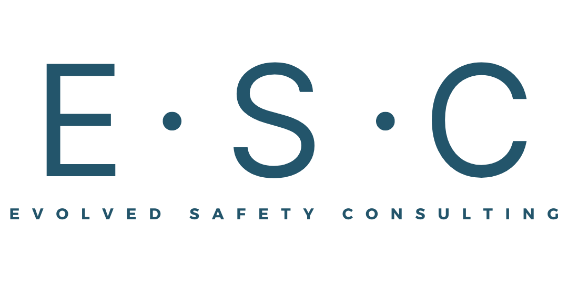 E·S·C
EVOLVED SAFETY CONSULTING